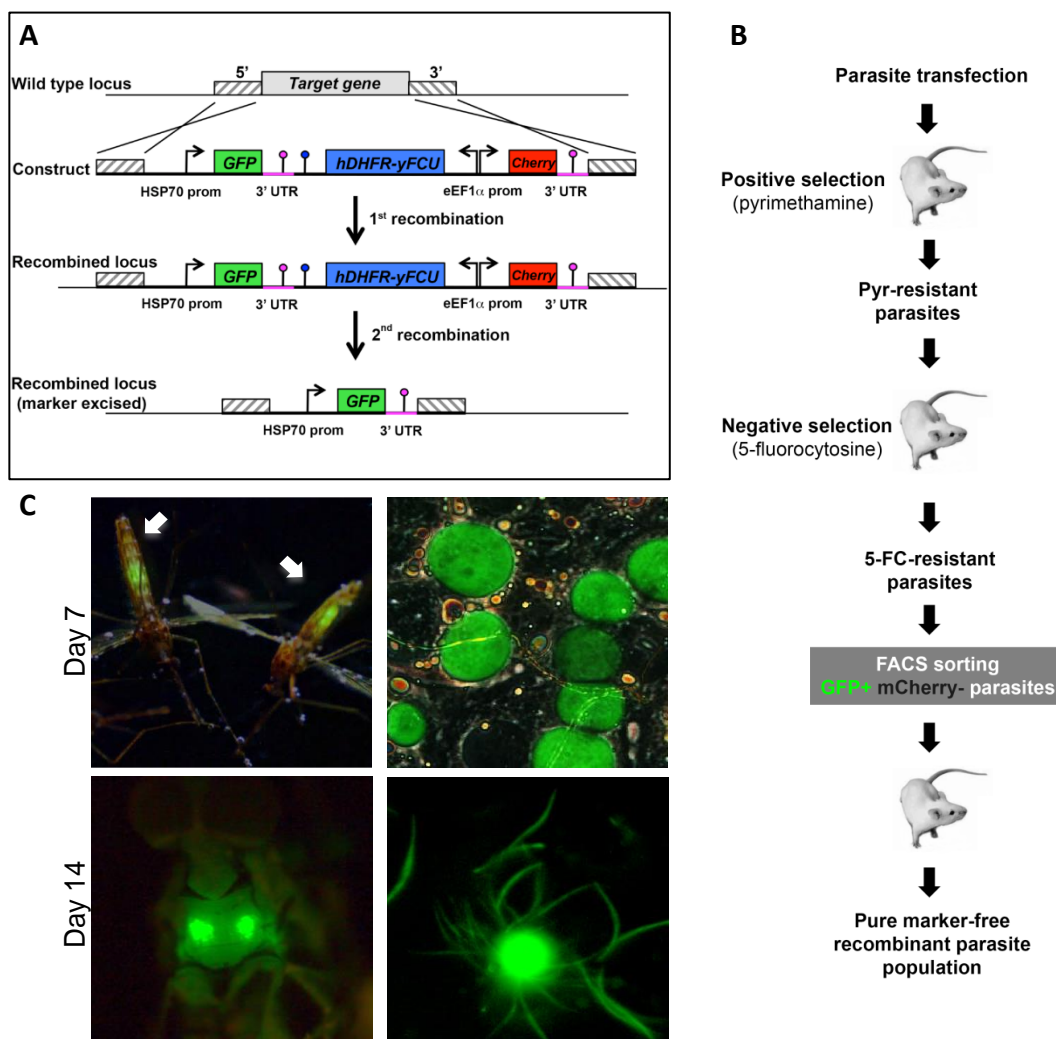 A
5’ 3’
Wild type locus Target gene
Construct GFP hDHFR-yFCU Cherry
HSP70 prom 3’ UTR eEF1α prom 3’ UTR
1st recombination
Recombined locus GFP hDHFR-yFCU Cherry
HSP70 prom 3’ UTR eEF1α prom 3’ UTR
2nd recombination
Recombined locus
(marker excised) GFP
HSP70 prom 3’ UTR
B
Parasite transfection
Positive selection
(pyrimethamine)
Pyr-resistant
parasites
Negative selection
(5-fluorocytosine)
5-FC-resistant
parasites
FACS sorting
GFP+ mCherry- parasites
Pure marker-free
recombinant parasite
population
C
Day 7
Day 14